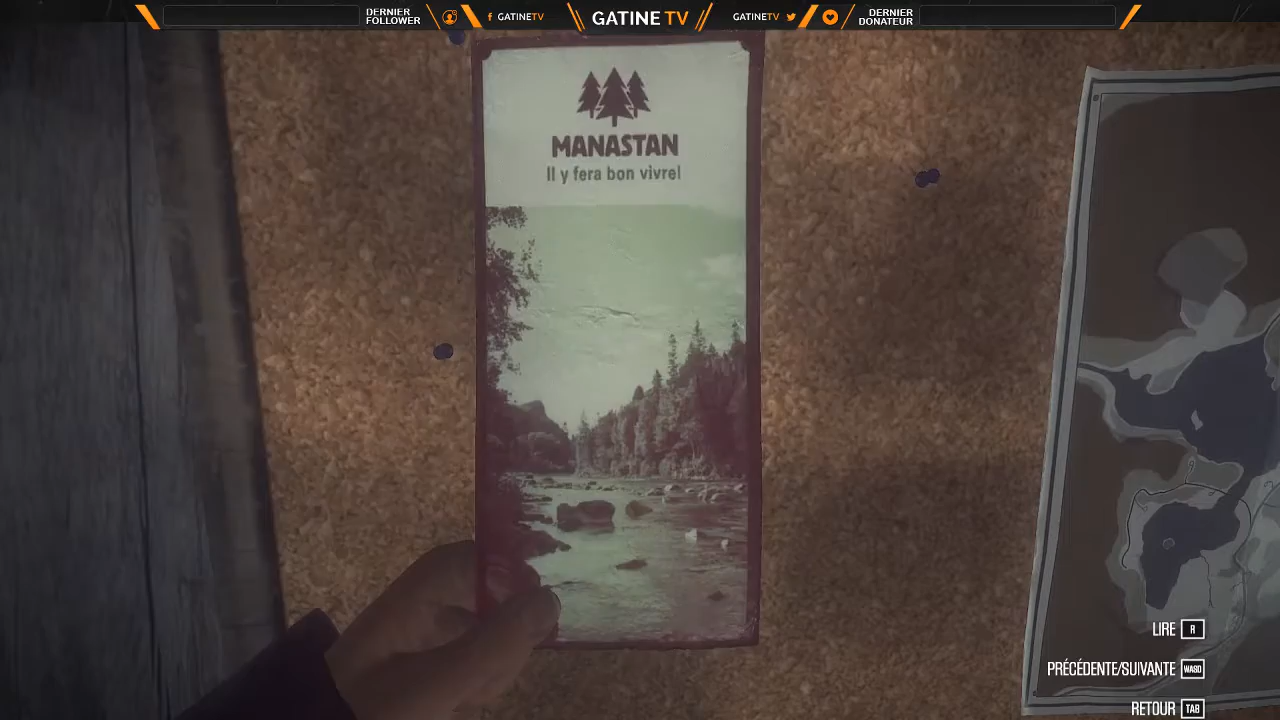 DERNIER
FOLLOWER
GATINETV
GATINE TV
GATINETV
DERNIER
DONATEUR
MANASTAN
Il y fera bon vivre!
LIRE R
PRÉCÉDENTE/SUIVANTE WASD
RETOUR TAB